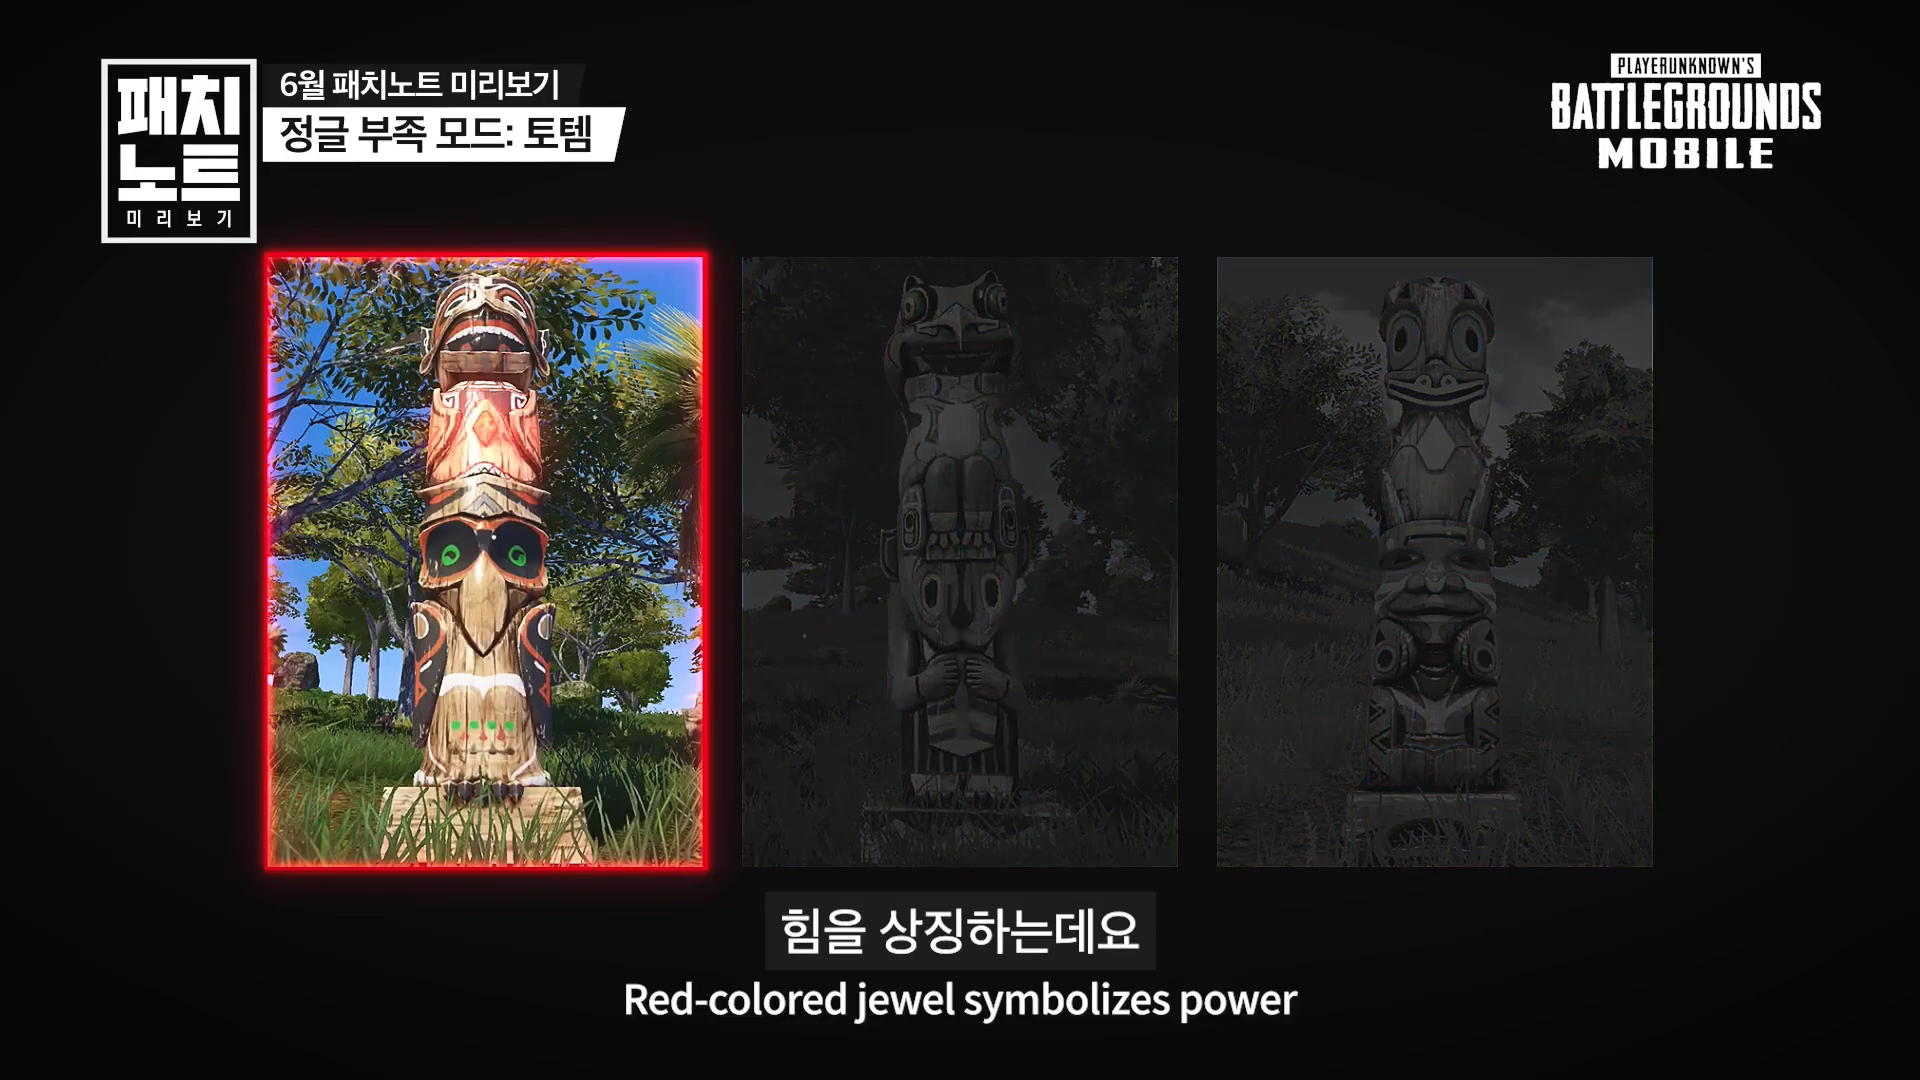 패치
노트
미리보기
6월 패치노트 미리보기
정글 부족 모드: 토템
PLAYERUNKNOWN'S
BATTLEGROUNDS
MOBILE
힘을 상징하는데요
Red-colored jewel symbolizes power